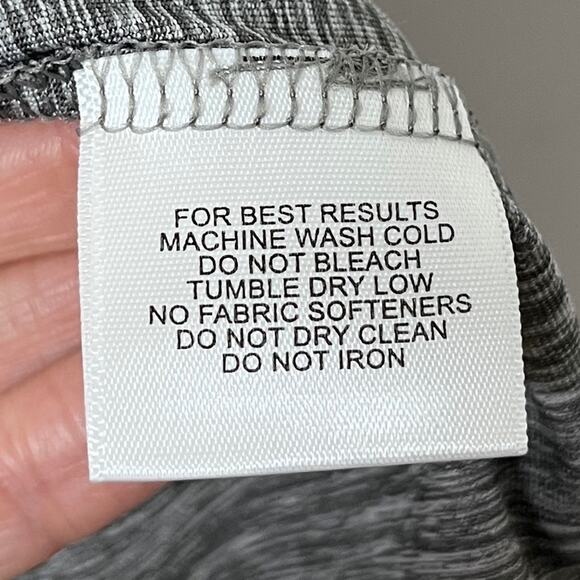 FOR BEST RESULTS
MACHINE WASH COLD
DO NOT BLEACH
TUMBLE DRY LOW
NO FABRIC SOFTENERS
DO NOT DRY CLEAN
DO NOT IRON